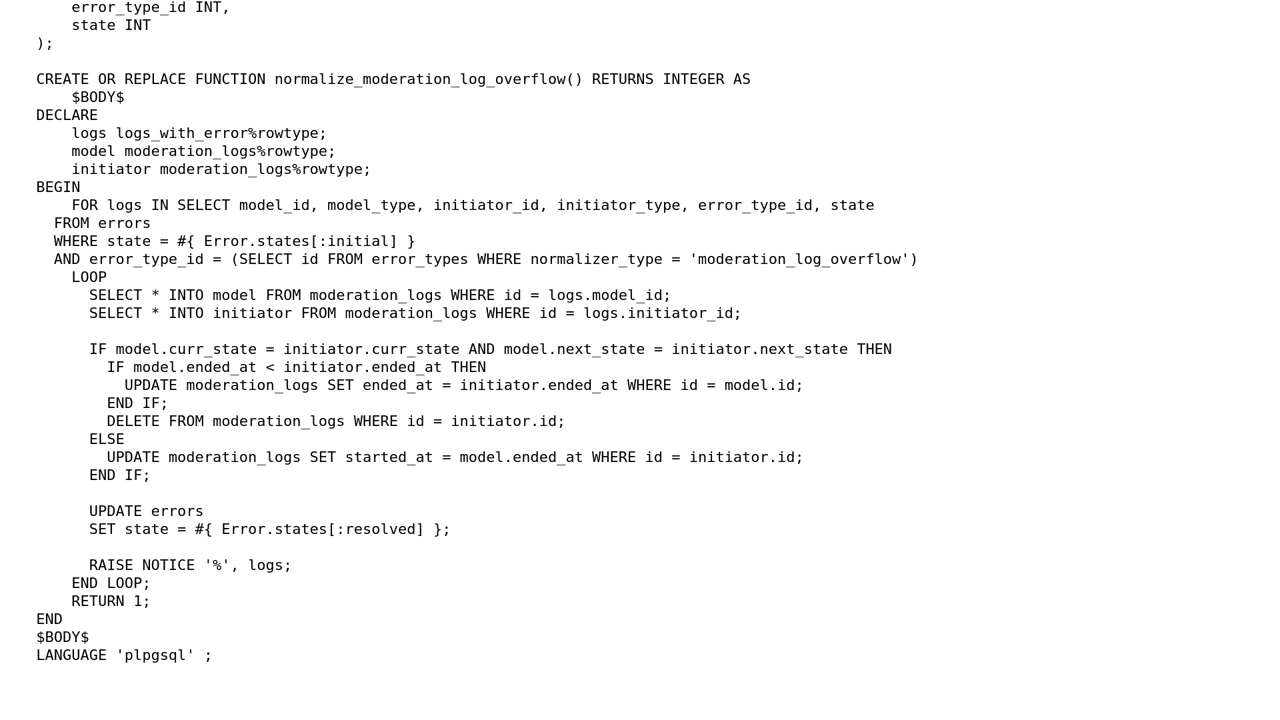 error_type_id INT,
state INT
);
CREATE OR REPLACE FUNCTION normalize_moderation_log_overflow() RETURNS INTEGER AS
$BODY$
DECLARE
logs logs_with_error%rowtype;
model moderation_logs%rowtype;
initiator moderation_logs%rowtype;
BEGIN
FOR logs IN SELECT model_id, model_type, initiator_id, initiator_type, error_type_id, state
FROM errors
WHERE state = #{ Error.states[:initial] }
AND error_type_id = (SELECT id FROM error_types WHERE normalizer_type = 'moderation_log_overflow')
LOOP
SELECT * INTO model FROM moderation_logs WHERE id = logs.model_id;
SELECT * INTO initiator FROM moderation_logs WHERE id = logs.initiator_id;
IF model.curr_state = initiator.curr_state AND model.next_state = initiator.next_state THEN
IF model.ended_at < initiator.ended_at THEN
UPDATE moderation_logs SET ended_at = initiator.ended_at WHERE id = model.id;
END IF;
DELETE FROM moderation_logs WHERE id = initiator.id;
ELSE
UPDATE moderation_logs SET started_at = model.ended_at WHERE id = initiator.id;
END IF;
UPDATE errors
SET state = #{ Error.states[:resolved] };
RAISE NOTICE '%', logs;
END LOOP;
RETURN 1;
END
$BODY$
LANGUAGE 'plpgsql' ;